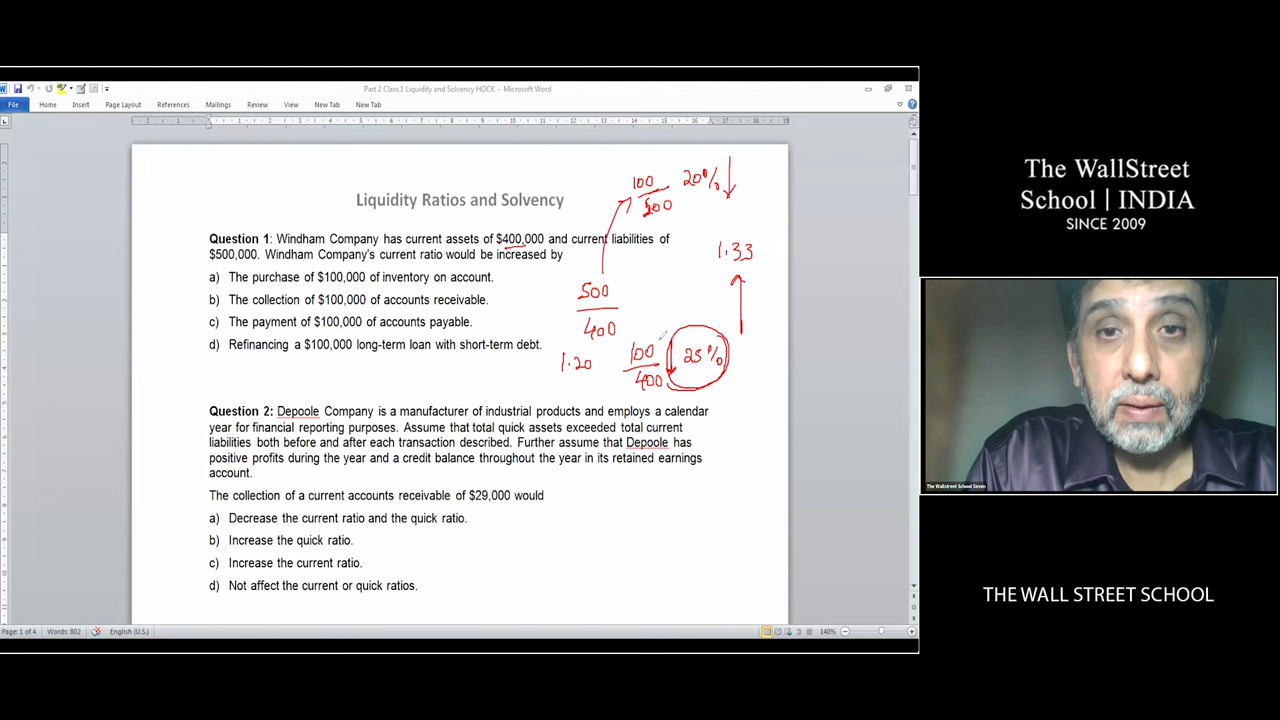 Part 2 Class 1 Liquidity and Solvency HOCK - Microsoft Word
File Home Insert Page Layout References Mailings Review View New Tab New Tab
Liquidity Ratios and Solvency
100
500
20%
Question 1: Windham Company has current assets of $400,000 and current liabilities of
$500,000. Windham Company's current ratio would be increased by
1.33
a) The purchase of $100,000 of inventory on account.
b) The collection of $100,000 of accounts receivable.
c) The payment of $100,000 of accounts payable.
d) Refinancing a $100,000 long-term loan with short-term debt.
500
400
1.20
100
400
25%
Question 2: Depoole Company is a manufacturer of industrial products and employs a calendar
year for financial reporting purposes. Assume that total quick assets exceeded total current
liabilities both before and after each transaction described. Further assume that Depoole has
positive profits during the year and a credit balance throughout the year in its retained earnings
account.
The collection of a current accounts receivable of $29,000 would
a) Decrease the current ratio and the quick ratio.
b) Increase the quick ratio.
c) Increase the current ratio.
d) Not affect the current or quick ratios.
Page: 1 of 4 Words: 802 English (U.S.) 140%
The WallStreet
School | INDIA
SINCE 2009
The Wallstreet School Seven
THE WALL STREET SCHOOL